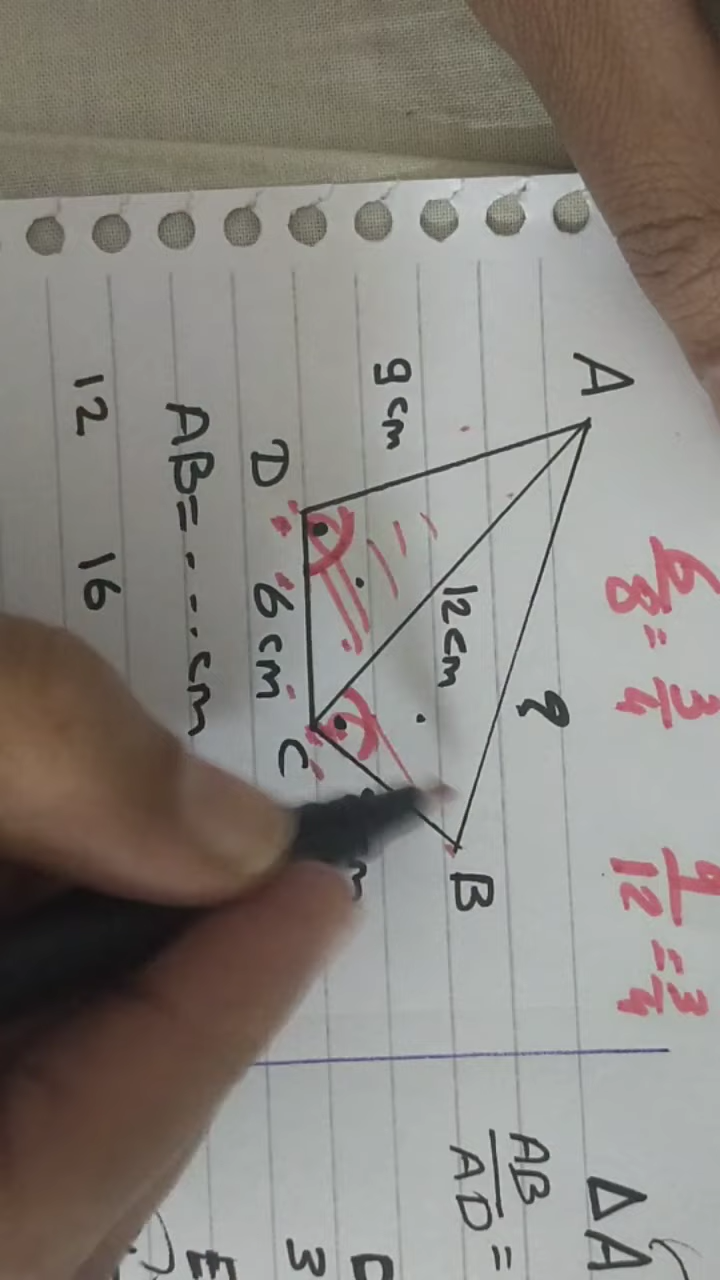 A
9 cm
D
6 cm
C
12 cm
?
B
6/8 = 3/4
9/12 = 3/4
AB = ---- cm
12
16
Δ A
AB/AD =
3
E